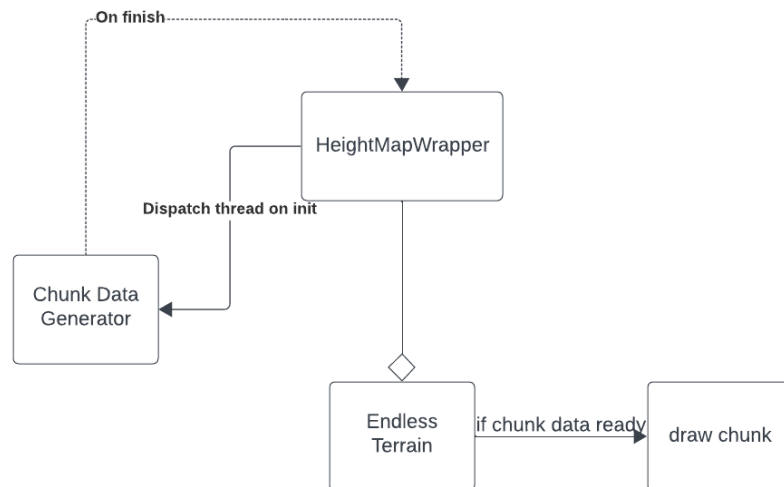 On finish
HeightMapWrapper
Dispatch thread on init
Chunk Data
Generator
Endless
Terrain
if chunk data ready
draw chunk